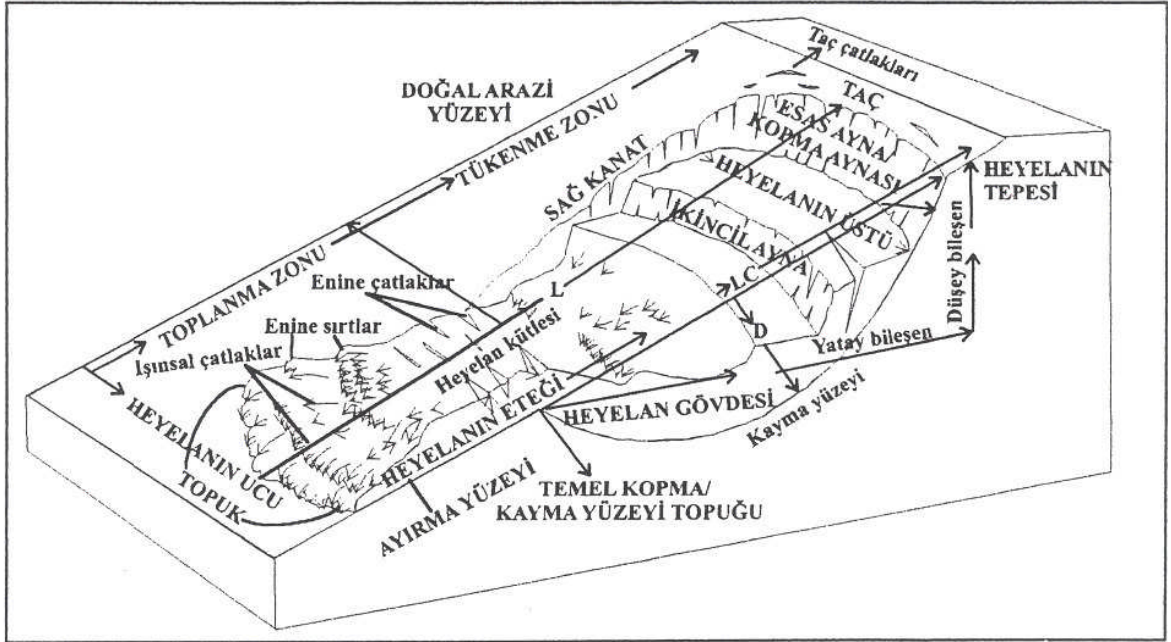 Taç çatlakları
DOĞAL ARAZİ
YÜZEYİ
TAÇ
ESAS AYNA/
KOPMA AYNASI
TÜKENME ZONU
SAĞ KANAT
HEYELANIN
TEPESİ
HEYELANIN ÜSTÜ
İKİNCİL AYNA
TOPLANMA ZONU
Enine çatlaklar
L
LC
Düşey bileşen
Enine sırtlar
D
Yatay bileşen
Işınsal çatlaklar
Heyelan kütlesi
HEYELANIN UCU
HEYELANIN ETEĞİ
HEYELAN GÖVDESİ
Kayma yüzeyi
TOPUK
AYIRMA YÜZEYİ
TEMEL KOPMA/
KAYMA YÜZEYİ TOPUĞU